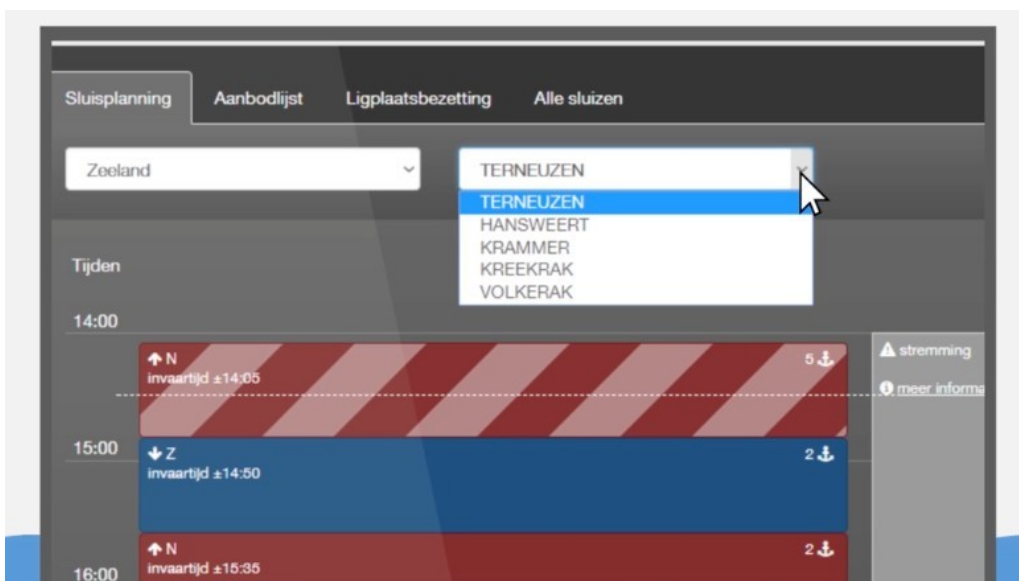 Sluisplanning Aanbodlijst Ligplaatsbezetting Alle sluizen
Zeeland
TERNEUZEN
TERNEUZEN
HANSWEERT
KRAMMER
KREEKRAK
VOLKERAK
Tijden
14:00
N 5
invaartijd ±14:05
stremming
meer informa
15:00
Z 2
invaartijd ±14:50
N 2
invaartijd ±15:35
16:00